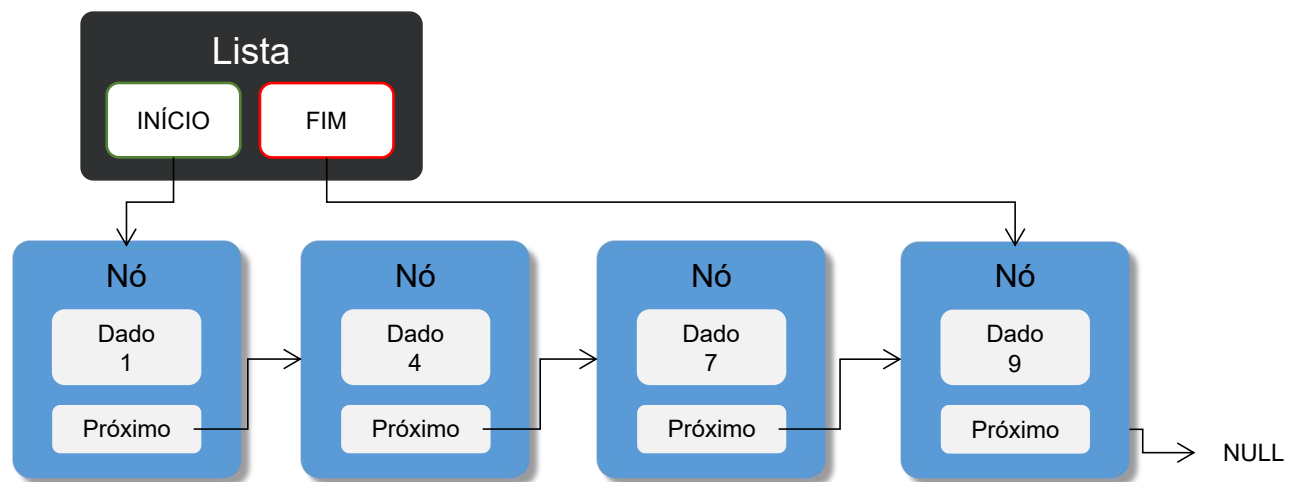 Lista
INÍCIO
FIM
Nó
Dado
1
Próximo
Nó
Dado
4
Próximo
Nó
Dado
7
Próximo
Nó
Dado
9
Próximo
NULL